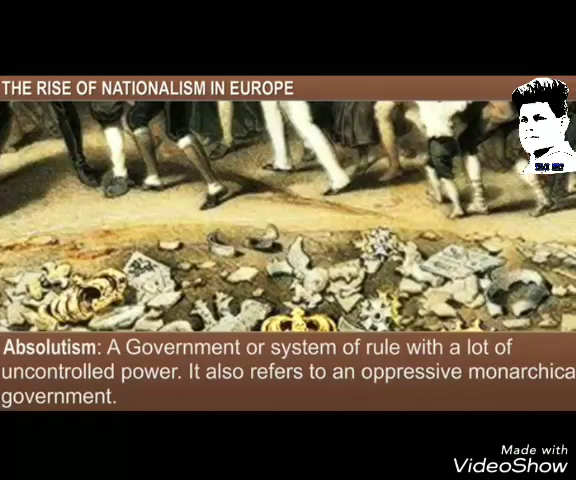 THE RISE OF NATIONALISM IN EUROPE
Absolutism: A Government or system of rule with a lot of
uncontrolled power. It also refers to an oppressive monarchica
government.
Made with
VideoShow